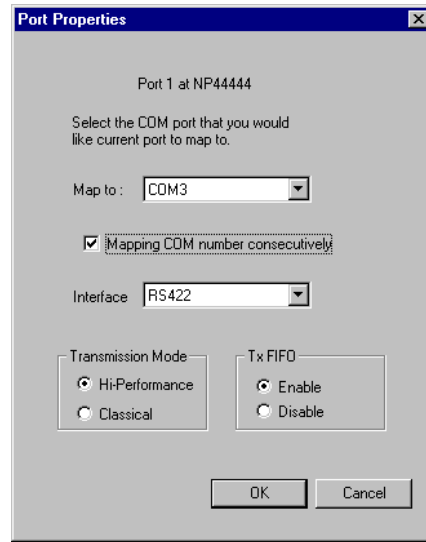 Port Properties
Port 1 at NP44444
Select the COM port that you would
like current port to map to.
Map to : COM3
Mapping COM number consecutively
Interface RS422
Transmission Mode Tx FIFO
Hi-Performance Enable
Classical Disable
OK Cancel